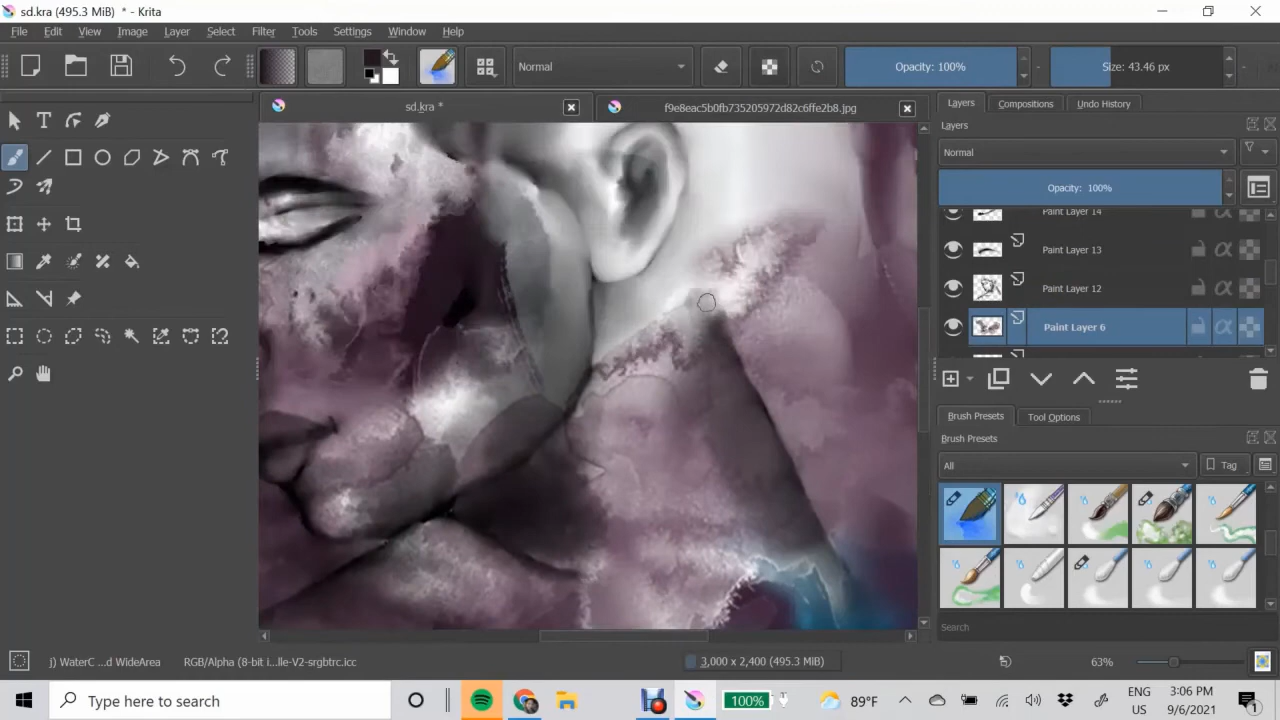 sd.kra (495.3 MiB) * - Krita
File Edit View Image Layer Select Filter Tools Settings Window Help
Normal
Opacity: 100%
Size: 43.46 px
sd.kra *
f9e8eac5b0fb735205972d82c6ffe2b8.jpg
Layers Compositions Undo History
Layers
Normal
Opacity: 100%
Paint Layer 14
Paint Layer 13
Paint Layer 12
Paint Layer 6
Brush Presets Tool Options
Brush Presets
All
Tag
Search
j) WaterC ...d WideArea
RGB/Alpha (8-bit i...lle-V2-srgbtrc.icc
3,000 x 2,400 (495.3 MiB)
63%
Type here to search
100%
89°F
ENG
US
3:06 PM
9/6/2021
1